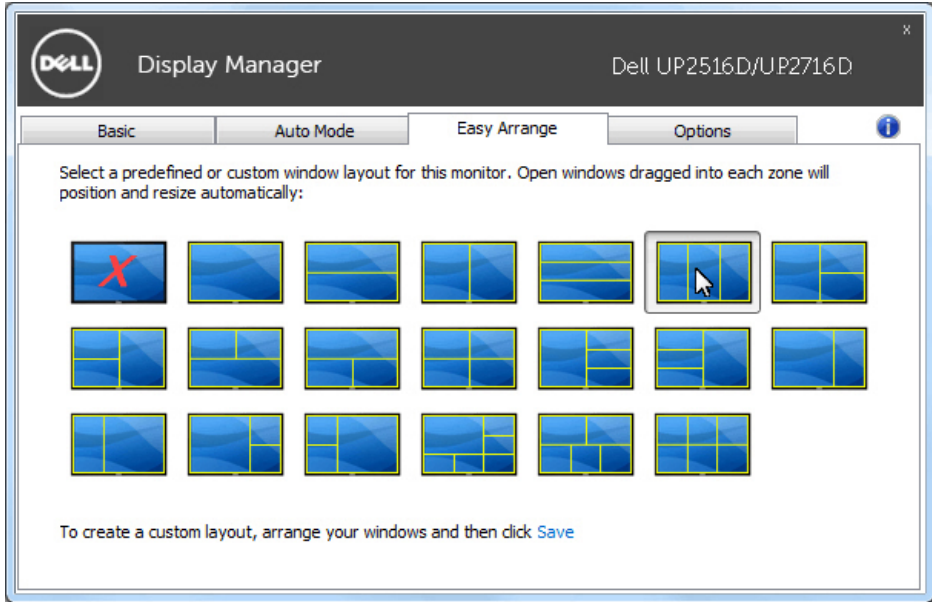 x
DELL
Display Manager
Dell UP2516D/UP2716D
Basic
Auto Mode
Easy Arrange
Options
i
Select a predefined or custom window layout for this monitor. Open windows dragged into each zone will
position and resize automatically:
X
To create a custom layout, arrange your windows and then click Save